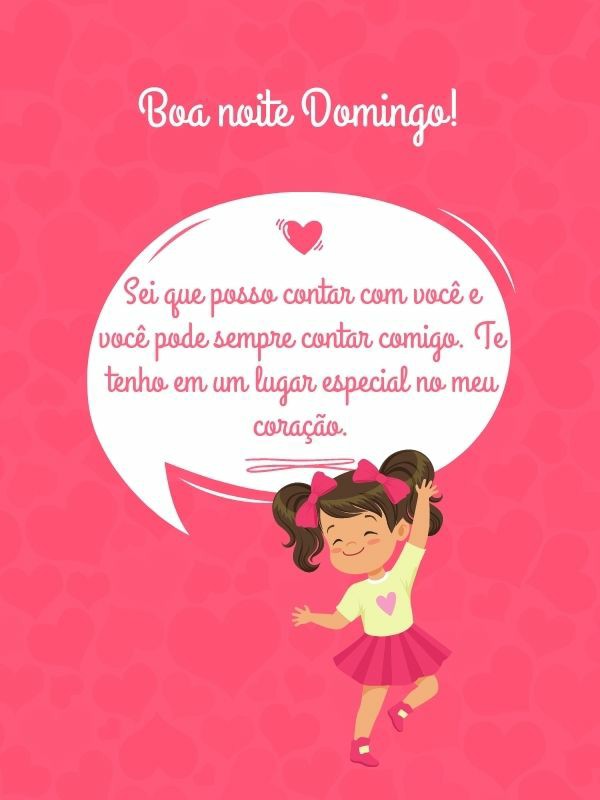 Boa noite Domingo!
Sei que posso contar com você e
você pode sempre contar comigo. Te
tenho em um lugar especial no meu
coração.